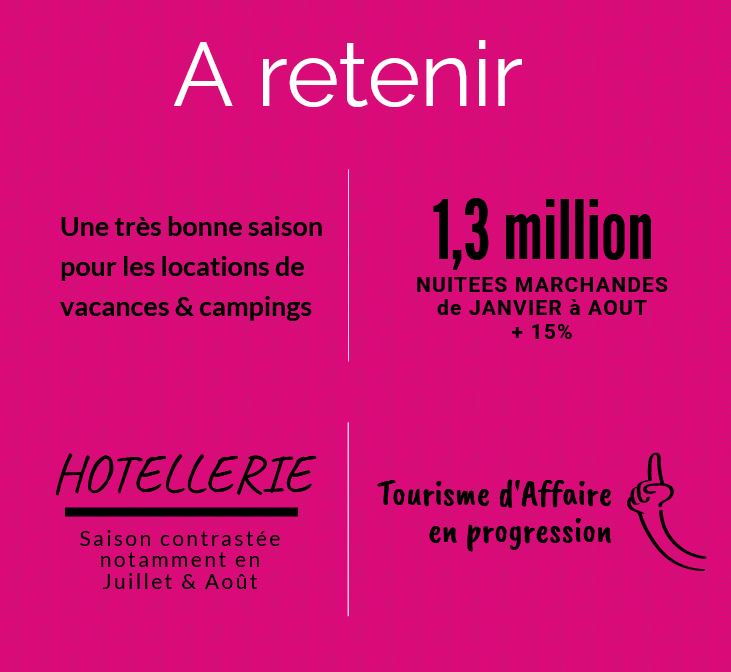 A retenir
Une très bonne saison
pour les locations de
vacances & campings
1,3 million
NUITEES MARCHANDES
de JANVIER à AOUT
+ 15%
HOTELLERIE
Saison contrastée
notamment en
Juillet & Août
Tourisme d'Affaire
en progression